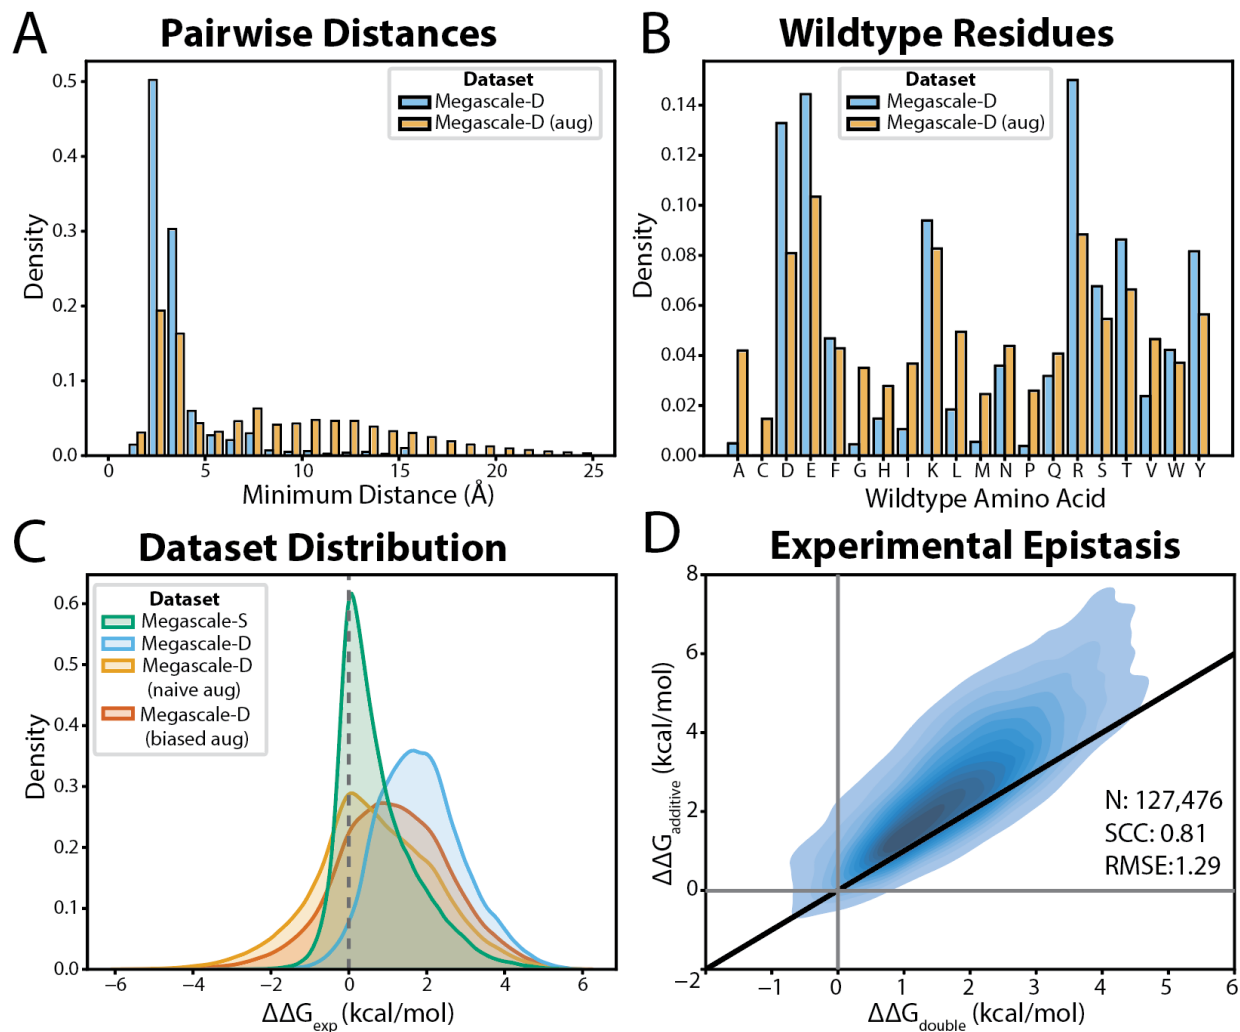 A
Pairwise Distances
Dataset
Megascale-D
Megascale-D (aug)
0.5
0.4
0.3
0.2
0.1
0.0
Density
0
5
10
15
20
25
Minimum Distance (Å)
B
Wildtype Residues
Dataset
Megascale-D
Megascale-D (aug)
0.14
0.12
0.10
0.08
0.06
0.04
0.02
0.00
Density
A C D E F G H I K L M N P Q R S T V W Y
Wildtype Amino Acid
C
Dataset Distribution
Dataset
Megascale-S
Megascale-D
Megascale-D
(naive aug)
Megascale-D
(biased aug)
0.6
0.5
0.4
0.3
0.2
0.1
0.0
Density
−6
−4
−2
0
2
4
6
ΔΔGexp (kcal/mol)
D
Experimental Epistasis
8
6
4
2
0
−2
ΔΔGadditive (kcal/mol)
N: 127,476
SCC: 0.81
RMSE:1.29
−1
0
1
2
3
4
5
6
ΔΔGdouble (kcal/mol)